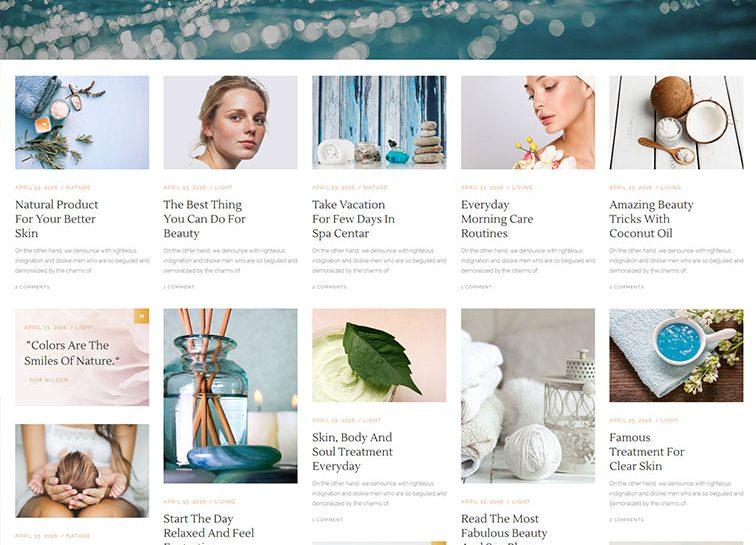 APRIL 13, 2016 / NATURE
Natural Product
For Your Better
Skin
On the other hand, we denounce with righteous
indignation and dislike men who are so beguiled and
demoralized by the charms of.
2 COMMENTS
APRIL 13, 2016 / LIGHT
The Best Thing
You Can Do For
Beauty
On the other hand, we denounce with righteous
indignation and dislike men who are so beguiled and
demoralized by the charms of.
1 COMMENT
APRIL 13, 2016 / NATURE
Take Vacation
For Few Days In
Spa Centar
On the other hand, we denounce with righteous
indignation and dislike men who are so beguiled and
demoralized by the charms of.
2 COMMENTS
APRIL 13, 2016 / LIVING
Everyday
Morning Care
Routines
On the other hand, we denounce with righteous
indignation and dislike men who are so beguiled and
demoralized by the charms of.
1 COMMENT
APRIL 13, 2016 / LIVING
Amazing Beauty
Tricks With
Coconut Oil
On the other hand, we denounce with righteous
indignation and dislike men who are so beguiled and
demoralized by the charms of.
2 COMMENTS
APRIL 13, 2016 / LIGHT
"Colors Are The
Smiles Of Nature."
- TOM WILSON
APRIL 13, 2016 / NATURE
APRIL 13, 2016 / LIVING
Start The Day
Relaxed And Feel
APRIL 13, 2016 / LIGHT
Skin, Body And
Soul Treatment
Everyday
On the other hand, we denounce with righteous
indignation and dislike men who are so beguiled and
demoralized by the charms of.
1 COMMENT
APRIL 13, 2016 / LIGHT
Read The Most
Fabulous Beauty
APRIL 13, 2016 / LIGHT
Famous
Treatment For
Clear Skin
On the other hand, we denounce with righteous
indignation and dislike men who are so beguiled and
demoralized by the charms of.
2 COMMENTS